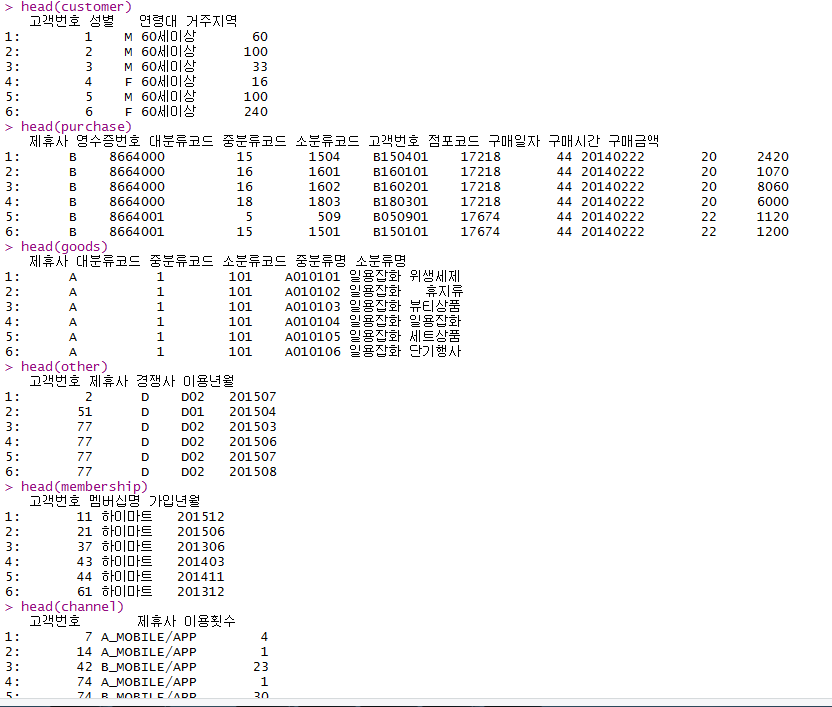 > head(customer)
고객번호 성별 연령대 거주지역
1: 1 M 60세이상 60
2: 2 M 60세이상 100
3: 3 M 60세이상 33
4: 4 F 60세이상 16
5: 5 M 60세이상 100
6: 6 F 60세이상 240
> head(purchase)
제휴사 영수증번호 대분류코드 중분류코드 소분류코드 고객번호 점포코드 구매일자 구매시간 구매금액
1: B 8664000 15 1504 B150401 17218 44 20140222 20 2420
2: B 8664000 16 1601 B160101 17218 44 20140222 20 1070
3: B 8664000 16 1602 B160201 17218 44 20140222 20 8060
4: B 8664000 18 1803 B180301 17218 44 20140222 20 6000
5: B 8664001 5 509 B050901 17674 44 20140222 22 1120
6: B 8664001 15 1501 B150101 17674 44 20140222 22 1200
> head(goods)
제휴사 대분류코드 중분류코드 소분류코드 중분류명 소분류명
1: A 1 101 A010101 일용잡화 위생세제
2: A 1 101 A010102 일용잡화 휴지류
3: A 1 101 A010103 일용잡화 뷰티상품
4: A 1 101 A010104 일용잡화 일용잡화
5: A 1 101 A010105 일용잡화 세트상품
6: A 1 101 A010106 일용잡화 단기행사
> head(other)
고객번호 제휴사 경쟁사 이용년월
1: 2 D D02 201507
2: 51 D D01 201504
3: 77 D D02 201503
4: 77 D D02 201506
5: 77 D D02 201507
6: 77 D D02 201508
> head(membership)
고객번호 멤버십명 가입년월
1: 11 하이마트 201512
2: 21 하이마트 201506
3: 37 하이마트 201306
4: 43 하이마트 201403
5: 44 하이마트 201411
6: 61 하이마트 201312
> head(channel)
고객번호 제휴사 이용횟수
1: 7 A_MOBILE/APP 4
2: 14 A_MOBILE/APP 1
3: 42 B_MOBILE/APP 23
4: 74 A_MOBILE/APP 1
5: 74 B_MOBILE/APP 30